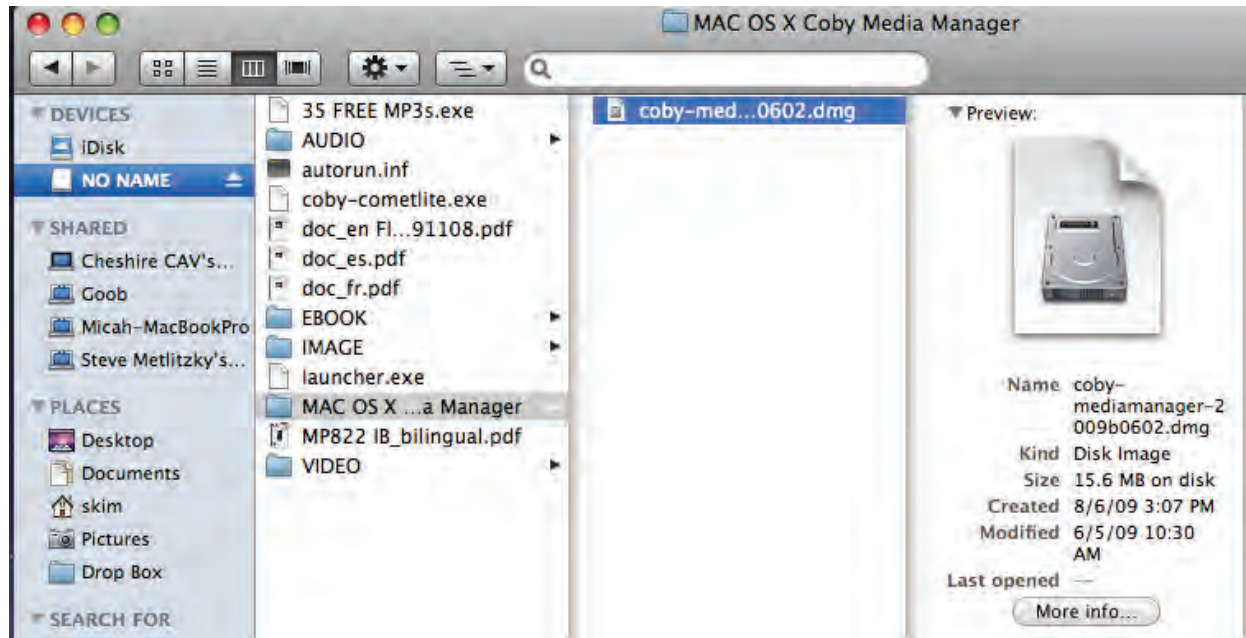 MAC OS X Coby Media Manager
DEVICES
iDisk
NO NAME
SHARED
Cheshire CAV's...
Goob
Micah-MacBookPro
Steve Metlitzky's...
PLACES
Desktop
Documents
skim
Pictures
Drop Box
SEARCH FOR
35 FREE MP3s.exe
AUDIO
autorun.inf
coby-cometlite.exe
doc_en Fl...91108.pdf
doc_es.pdf
doc_fr.pdf
EBOOK
IMAGE
launcher.exe
MAC OS X ...a Manager
MP822 IB_bilingual.pdf
VIDEO
coby-med...0602.dmg
Preview:
Name coby-
mediamanager-2
009b0602.dmg
Kind Disk Image
Size 15.6 MB on disk
Created 8/6/09 3:07 PM
Modified 6/5/09 10:30
AM
Last opened —
More info...